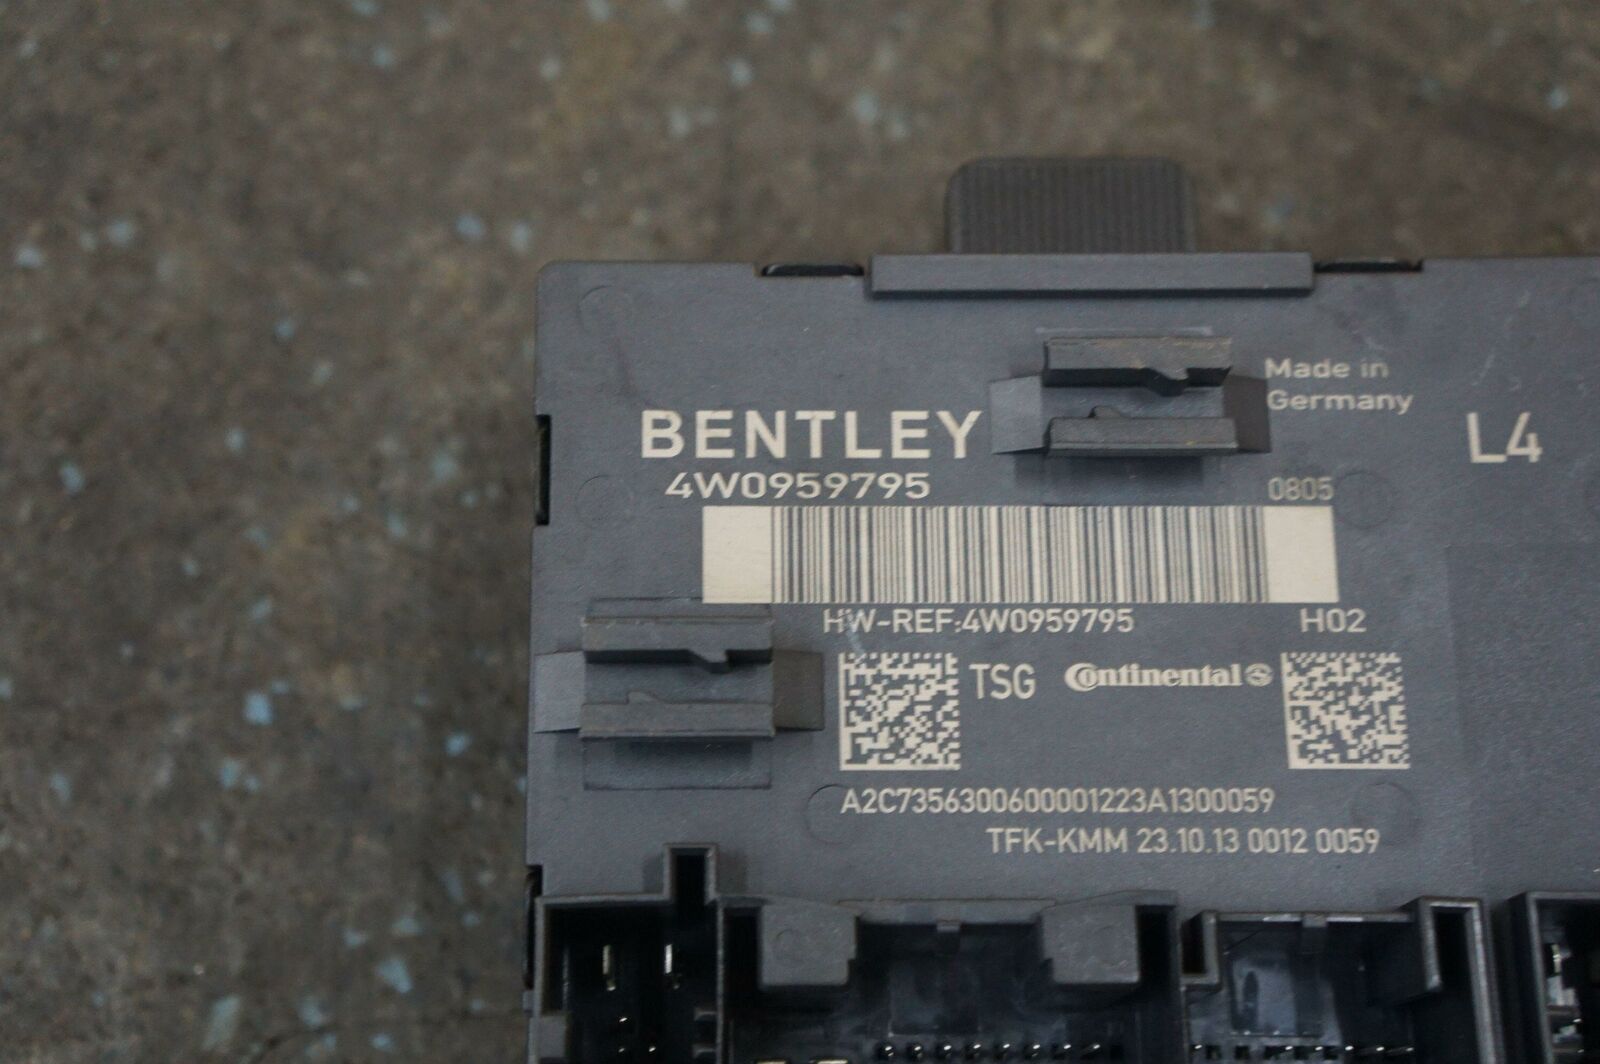 Made in
Germany
BENTLEY
L4
4W0959795
0805
HW-REF:4W0959795 H02
TSG Continental
A2C7356300600001223A1300059
TFK-KMM 23.10.13 0012 0059